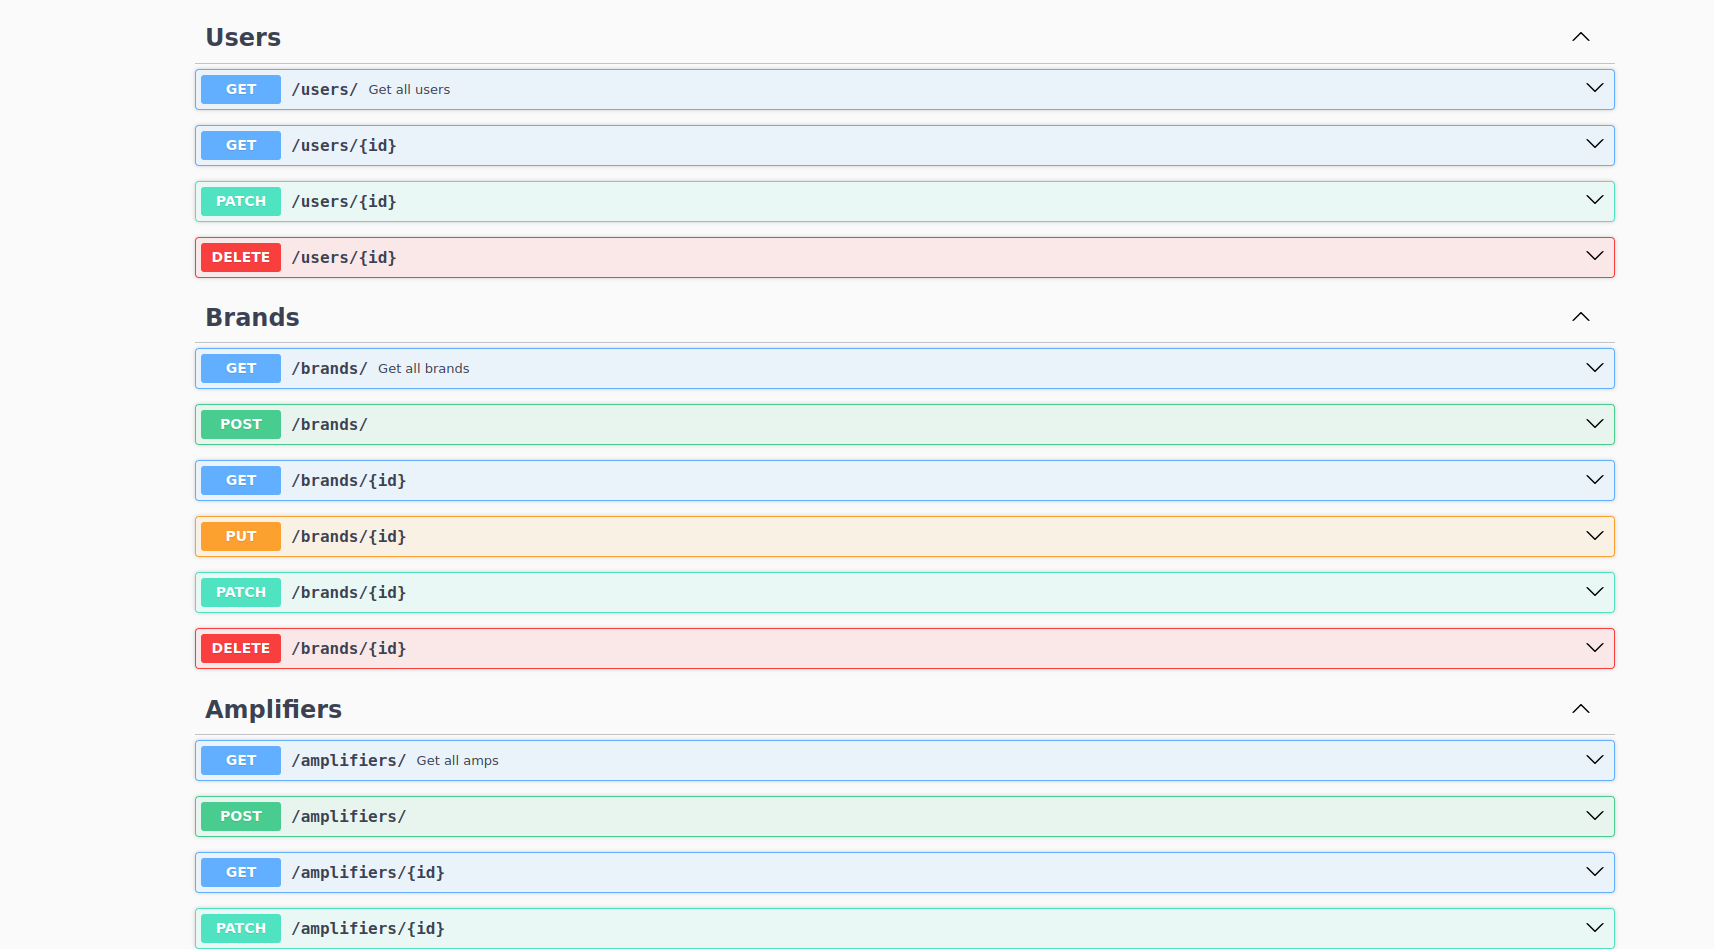 Users
GET /users/ Get all users
GET /users/{id}
PATCH /users/{id}
DELETE /users/{id}
Brands
GET /brands/ Get all brands
POST /brands/
GET /brands/{id}
PUT /brands/{id}
PATCH /brands/{id}
DELETE /brands/{id}
Amplifiers
GET /amplifiers/ Get all amps
POST /amplifiers/
GET /amplifiers/{id}
PATCH /amplifiers/{id}